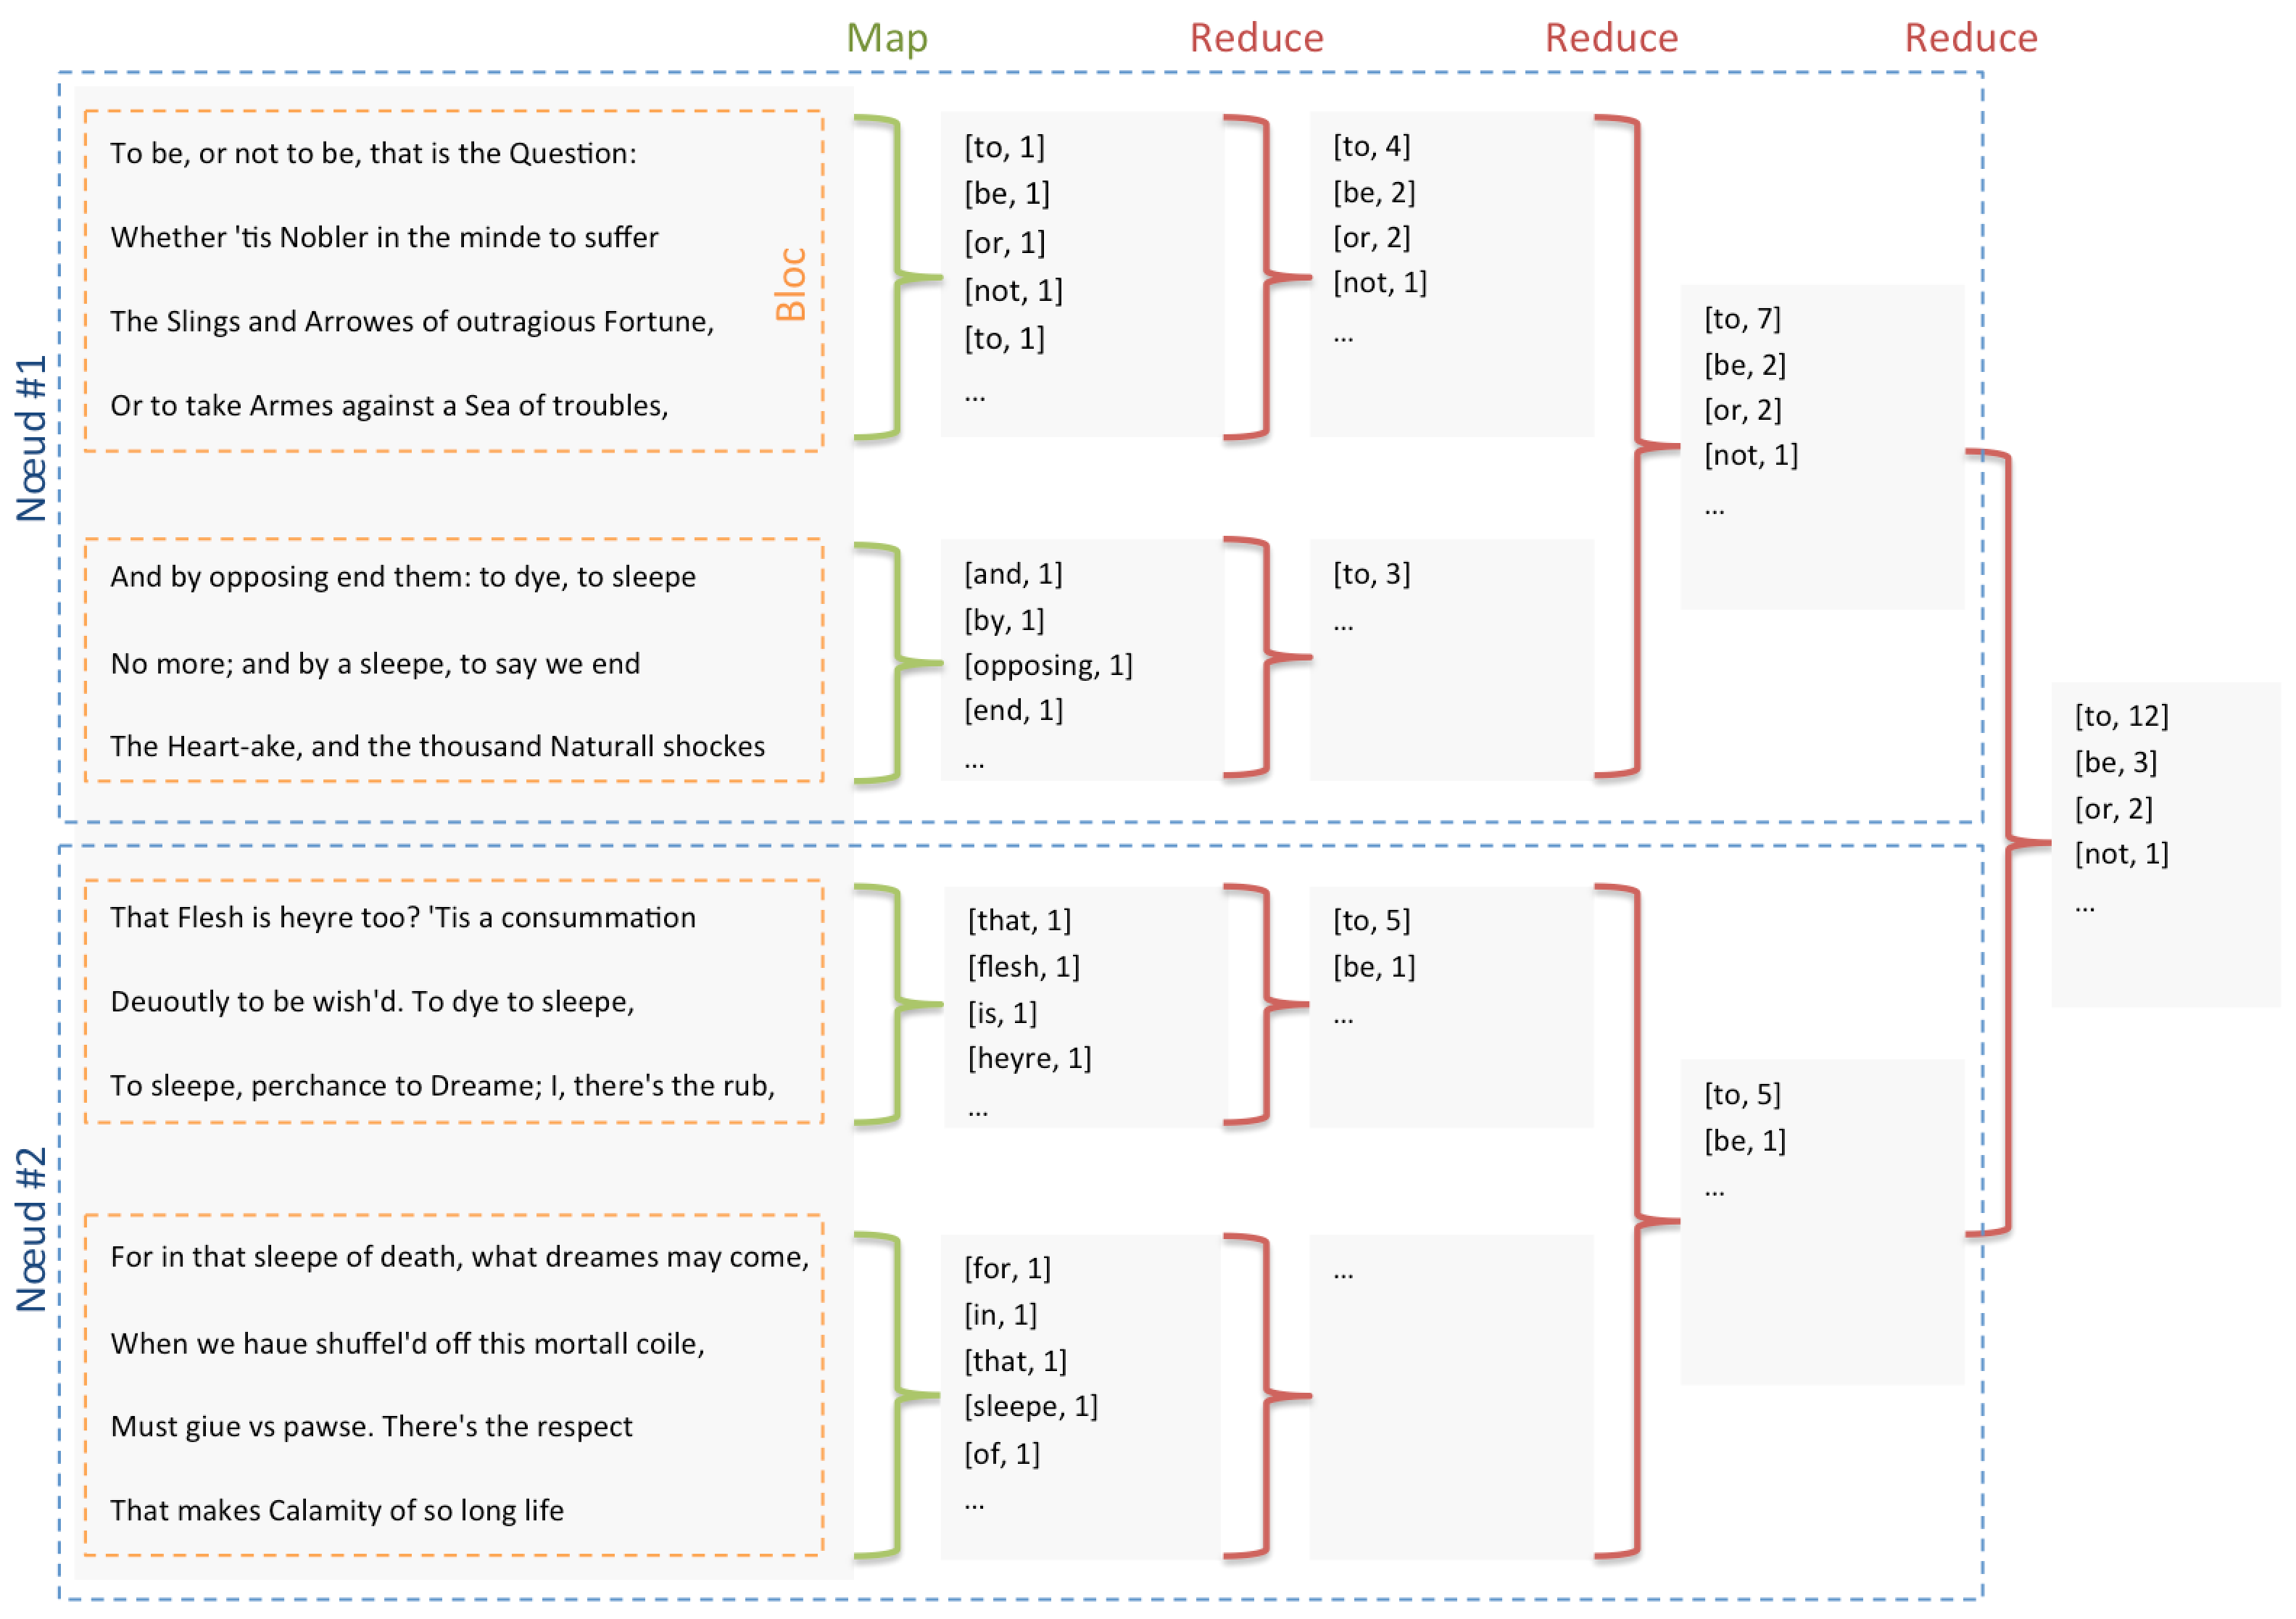 Map
Reduce
Reduce
Reduce
Nœud #1
Bloc
To be, or not to be, that is the Question:
Whether 'tis Nobler in the minde to suffer
The Slings and Arrowes of outragious Fortune,
Or to take Armes against a Sea of troubles,
[to, 1]
[be, 1]
[or, 1]
[not, 1]
[to, 1]
...
[to, 4]
[be, 2]
[or, 2]
[not, 1]
...
And by opposing end them: to dye, to sleepe
No more; and by a sleepe, to say we end
The Heart-ake, and the thousand Naturall shockes
[and, 1]
[by, 1]
[opposing, 1]
[end, 1]
...
[to, 3]
...
[to, 7]
[be, 2]
[or, 2]
[not, 1]
...
Nœud #2
That Flesh is heyre too? 'Tis a consummation
Deuoutly to be wish'd. To dye to sleepe,
To sleepe, perchance to Dreame; I, there's the rub,
[that, 1]
[flesh, 1]
[is, 1]
[heyre, 1]
...
[to, 5]
[be, 1]
...
For in that sleepe of death, what dreames may come,
When we haue shuffel'd off this mortall coile,
Must giue vs pawse. There's the respect
That makes Calamity of so long life
[for, 1]
[in, 1]
[that, 1]
[sleepe, 1]
[of, 1]
...
...
[to, 5]
[be, 1]
...
[to, 12]
[be, 3]
[or, 2]
[not, 1]
...